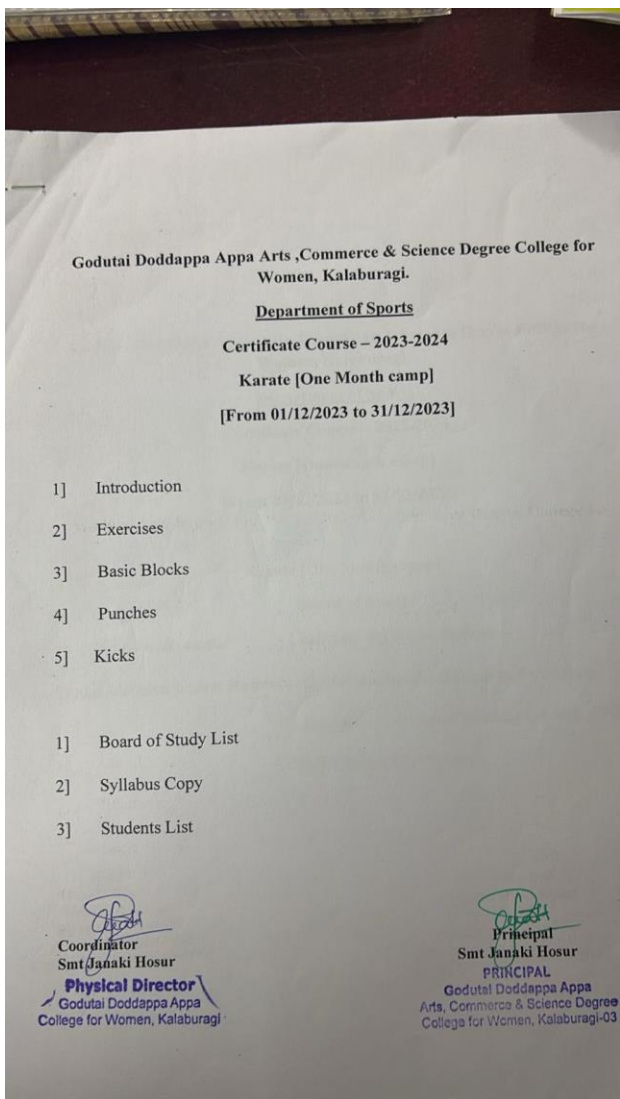 Godutai Doddappa Appa Arts ,Commerce & Science Degree College for
Women, Kalaburagi.
Department of Sports
Certificate Course – 2023-2024
Karate [One Month camp]
[From 01/12/2023 to 31/12/2023]
1] Introduction
2] Exercises
3] Basic Blocks
4] Punches
5] Kicks
1] Board of Study List
2] Syllabus Copy
3] Students List
Coordinator
Smt Janaki Hosur
Physical Director
Godutai Doddappa Appa
College for Women, Kalaburagi
Principal
Smt Janaki Hosur
PRINCIPAL
Godutai Doddappa Appa
Arts, Commerce & Science Degree
College for Women, Kalaburagi-03